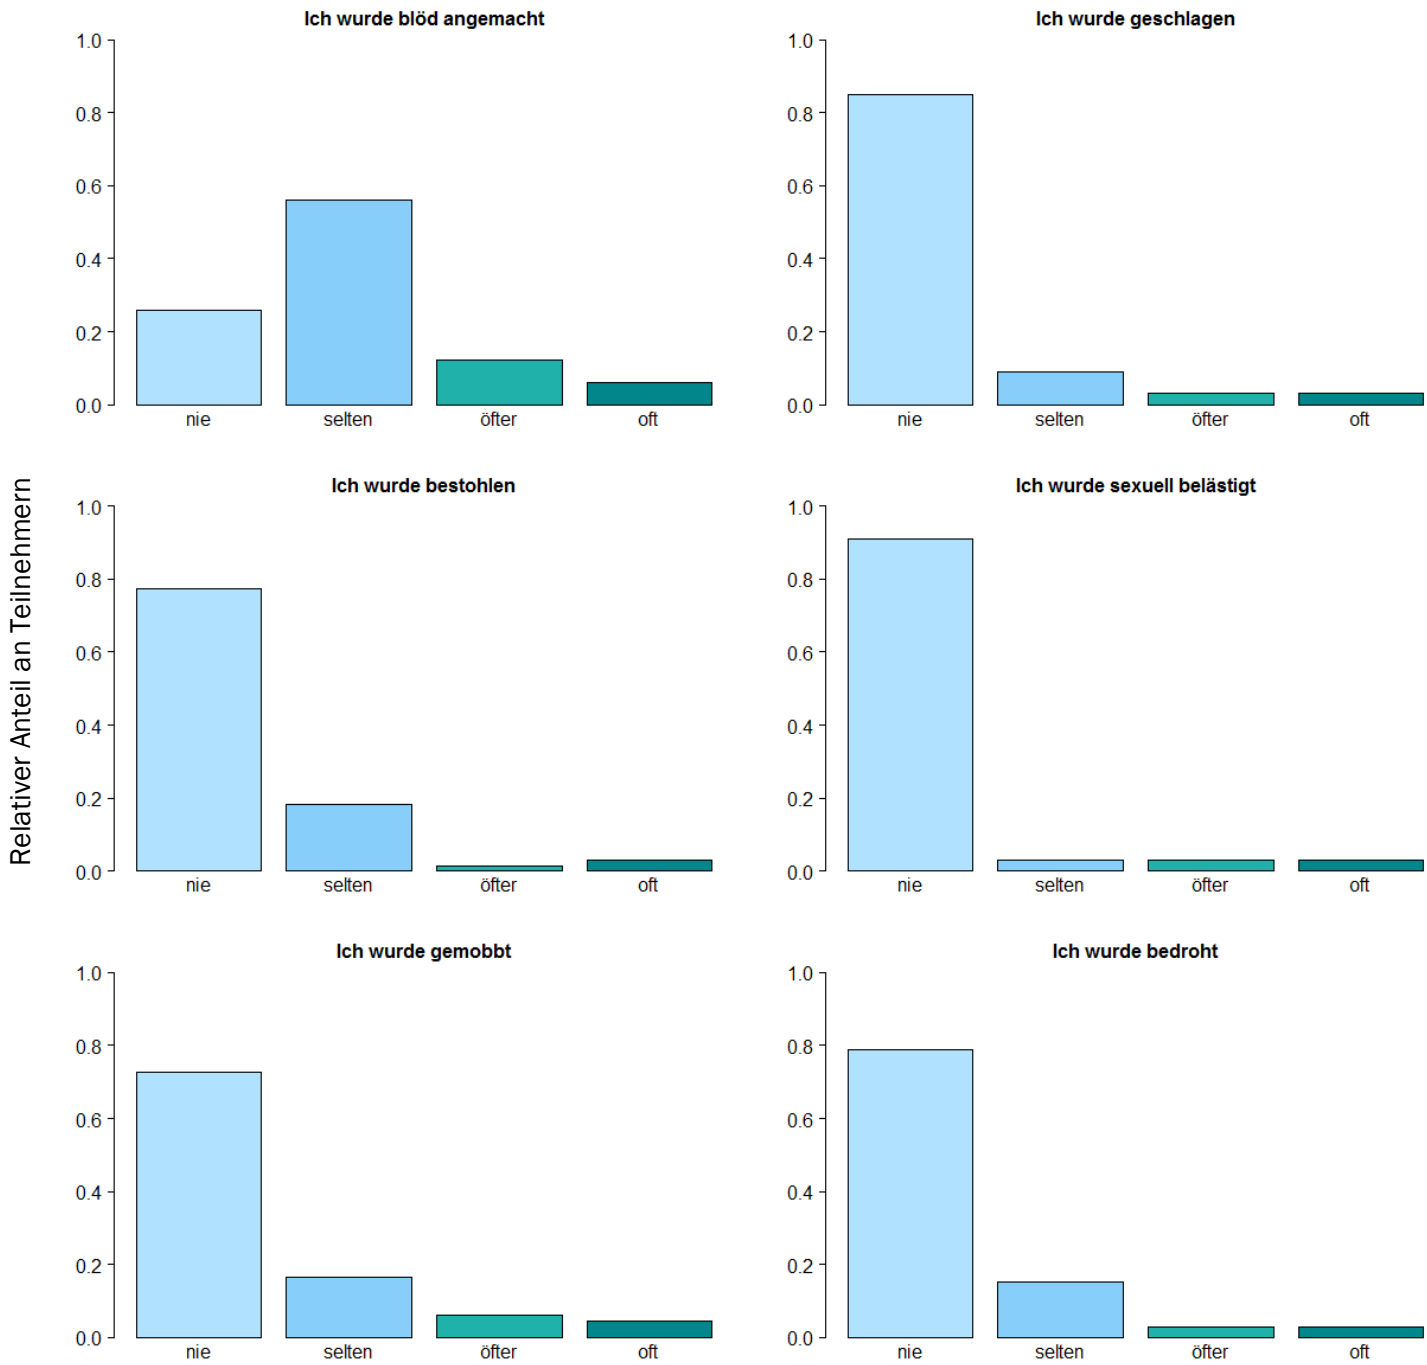 Relativer Anteil an Teilnehmern
Ich wurde blöd angemacht
1.0
0.8
0.6
0.4
0.2
0.0
nie selten öfter oft
Ich wurde geschlagen
1.0
0.8
0.6
0.4
0.2
0.0
nie selten öfter oft
Ich wurde bestohlen
1.0
0.8
0.6
0.4
0.2
0.0
nie selten öfter oft
Ich wurde sexuell belästigt
1.0
0.8
0.6
0.4
0.2
0.0
nie selten öfter oft
Ich wurde gemobbt
1.0
0.8
0.6
0.4
0.2
0.0
nie selten öfter oft
Ich wurde bedroht
1.0
0.8
0.6
0.4
0.2
0.0
nie selten öfter oft